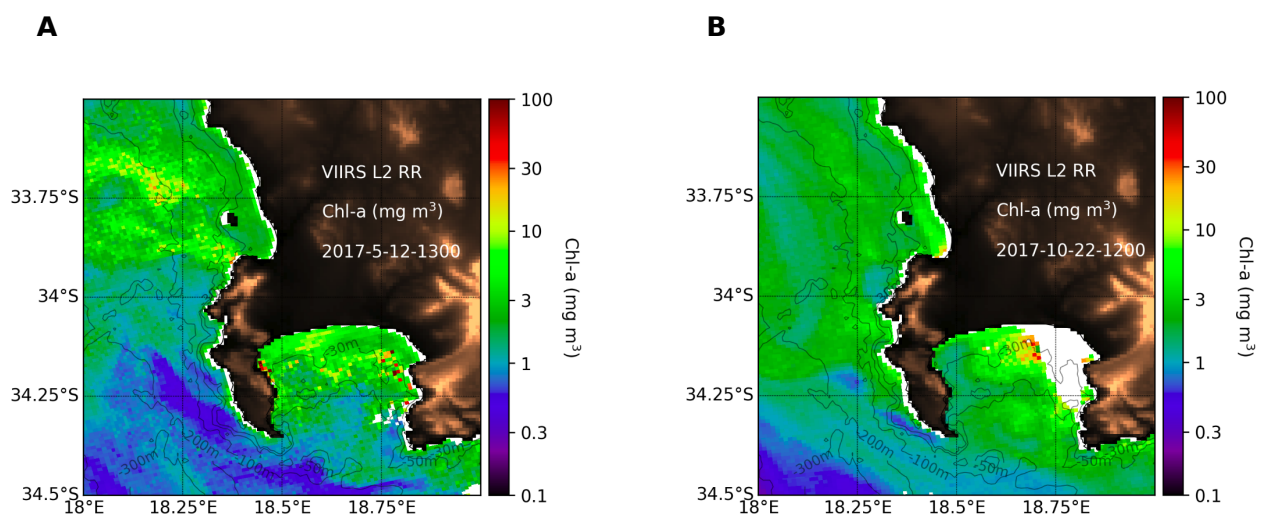 A
B
VIIRS L2 RR
Chl-a (mg m³)
2017-5-12-1300
33.75°S
34°S
34.25°S
34.5°S
18°E
18.25°E
18.5°E
18.75°E
-30m
-200m
-100m
-50m
-300m
-50m
-30m
100
30
10
3
1
0.3
0.1
Chl-a (mg m³)
VIIRS L2 RR
Chl-a (mg m³)
2017-10-22-1200
33.75°S
34°S
34.25°S
34.5°S
18°E
18.25°E
18.5°E
18.75°E
-30m
-200m
-100m
-50m
-300m
-50m
-30m
100
30
10
3
1
0.3
0.1
Chl-a (mg m³)